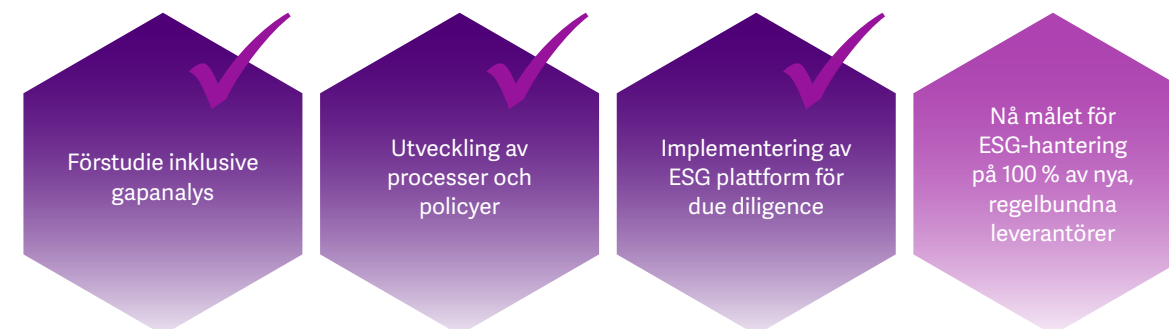 Förstudie inklusive
gapanalys
Utveckling av
processer och
policyer
Implementering av
ESG plattform för
due diligence
Nå målet för
ESG-hantering
på 100 % av nya,
regelbundna
leverantörer